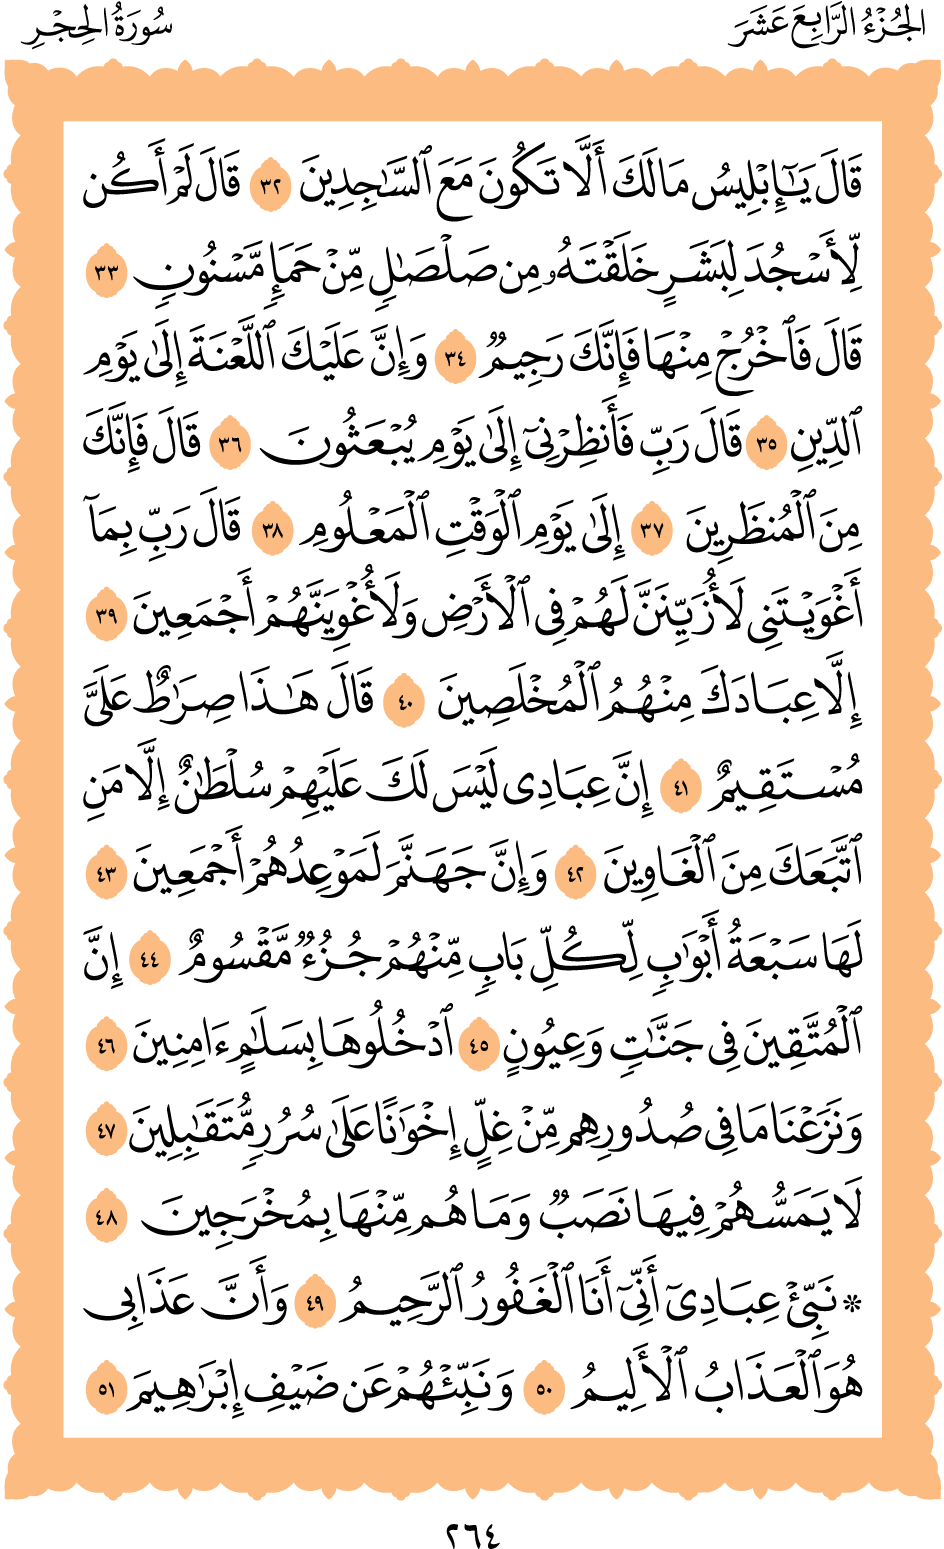 الجُزْءُ الرَّابِعَ عَشَرَ
سُورَةُ الحِجْرِ
قَالَ يَـٰٓإِبْلِيسُ مَا لَكَ أَلَّا تَكُونَ مَعَ ٱلسَّـٰجِدِينَ ٣٢ قَالَ لَمْ أَكُن
لِّأَسْجُدَ لِبَشَرٍ خَلَقْتَهُۥ مِن صَلْصَـٰلٍ مِّنْ حَمَإٍ مَّسْنُونٍ ٣٣
قَالَ فَٱخْرُجْ مِنْهَا فَإِنَّكَ رَجِيمٌ ٣٤ وَإِنَّ عَلَيْكَ ٱللَّعْنَةَ إِلَىٰ يَوْمِ
ٱلدِّينِ ٣٥ قَالَ رَبِّ فَأَنظِرْنِىٓ إِلَىٰ يَوْمِ يُبْعَثُونَ ٣٦ قَالَ فَإِنَّكَ
مِنَ ٱلْمُنظَرِينَ ٣٧ إِلَىٰ يَوْمِ ٱلْوَقْتِ ٱلْمَعْلُومِ ٣٨ قَالَ رَبِّ بِمَآ
أَغْوَيْتَنِى لَأُزَيِّنَنَّ لَهُمْ فِى ٱلْأَرْضِ وَلَأُغْوِيَنَّهُمْ أَجْمَعِينَ ٣٩
إِلَّا عِبَادَكَ مِنْهُمُ ٱلْمُخْلَصِينَ ٤٠ قَالَ هَـٰذَا صِرَٰطٌ عَلَىَّ
مُسْتَقِيمٌ ٤١ إِنَّ عِبَادِى لَيْسَ لَكَ عَلَيْهِمْ سُلْطَـٰنٌ إِلَّا مَنِ
ٱتَّبَعَكَ مِنَ ٱلْغَاوِينَ ٤٢ وَإِنَّ جَهَنَّمَ لَمَوْعِدُهُمْ أَجْمَعِينَ ٤٣
لَهَا سَبْعَةُ أَبْوَٰبٍ لِّكُلِّ بَابٍ مِّنْهُمْ جُزْءٌ مَّقْسُومٌ ٤٤ إِنَّ
ٱلْمُتَّقِينَ فِى جَنَّـٰتٍ وَعِيُونٍ ٤٥ ٱدْخُلُوهَا بِسَلَـٰمٍ ءَامِنِينَ ٤٦
وَنَزَعْنَا مَا فِى صُدُورِهِم مِّنْ غِلٍّ إِخْوَٰنًا عَلَىٰ سُرُرٍ مُّتَقَـٰبِلِينَ ٤٧
لَا يَمَسُّهُمْ فِيهَا نَصَبٌ وَمَا هُم مِّنْهَا بِمُخْرَجِينَ ٤٨
۞ نَبِّئْ عِبَادِىٓ أَنِّىٓ أَنَا ٱلْغَفُورُ ٱلرَّحِيمُ ٤٩ وَأَنَّ عَذَابِى
هُوَ ٱلْعَذَابُ ٱلْأَلِيمُ ٥٠ وَنَبِّئْهُمْ عَن ضَيْفِ إِبْرَٰهِيمَ ٥١
٢٦٤